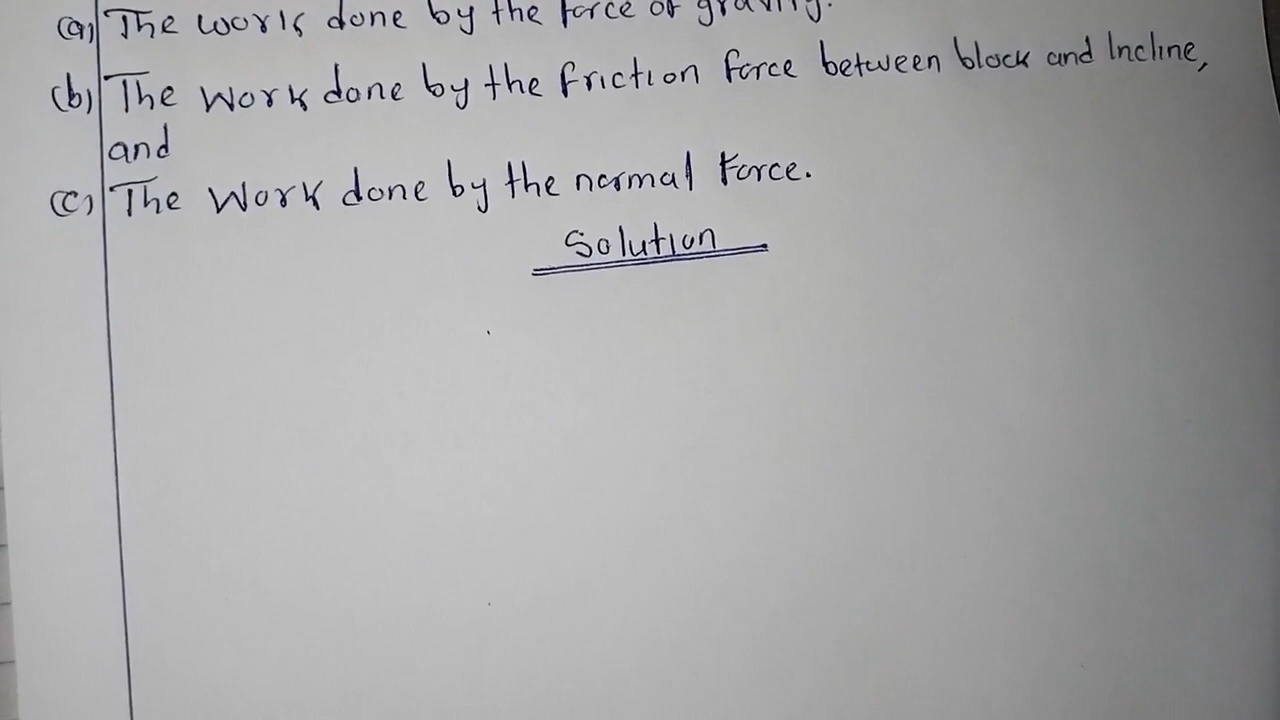 (a) The work done by the force of gravity.
(b) The Work done by the friction force between block and Incline,
and
(c) The Work done by the normal Force.
Solution